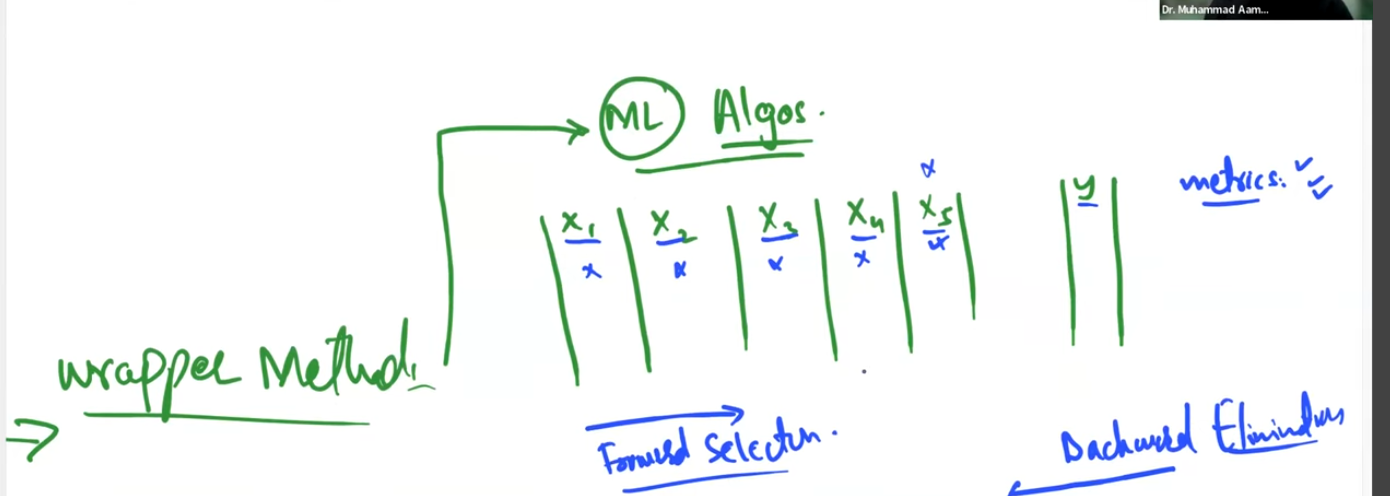 Dr. Muhammad Aam...
ML Algos.
x
X1 X2 X3 X4 X5 y metrics:
x x x x x
Wrapper Method:
Forward Selection.
Backward Elimination